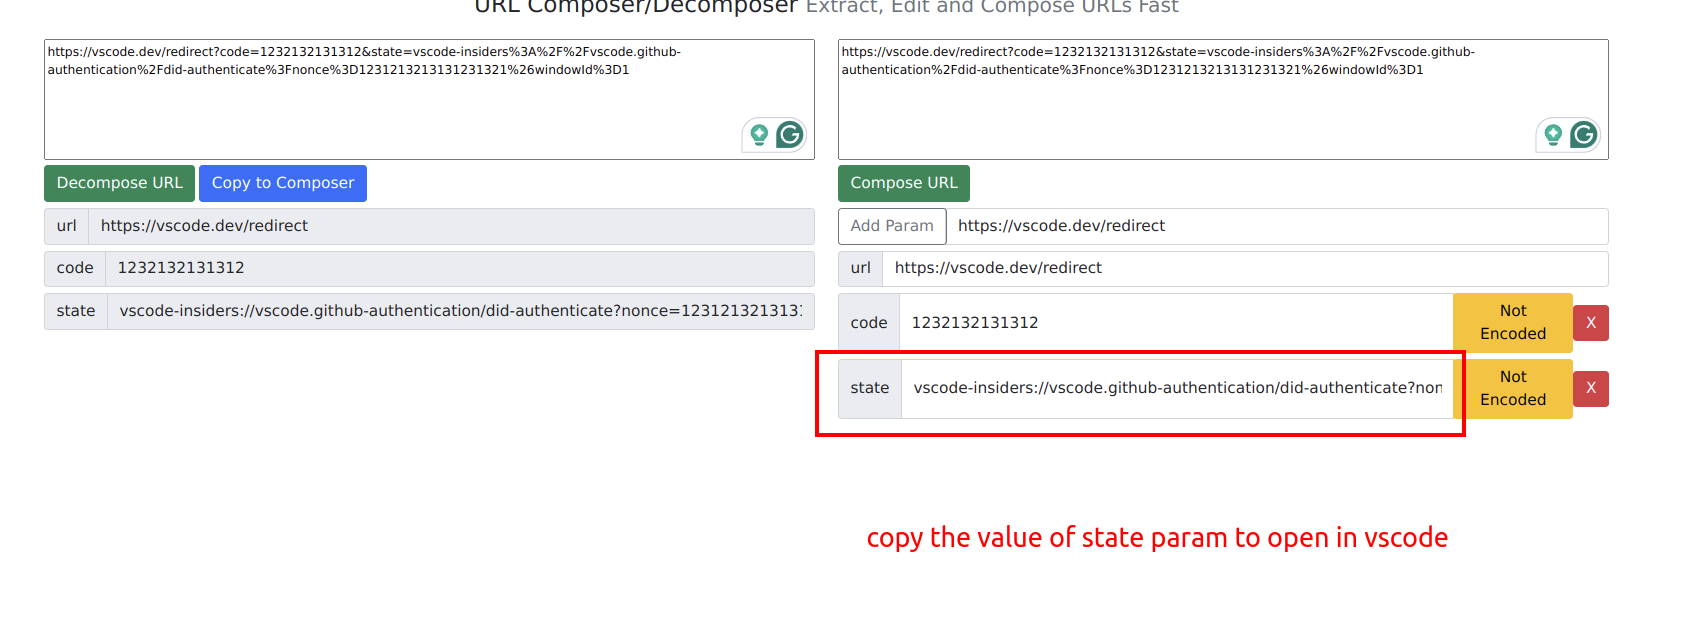 URL Composer/Decomposer Extract, Edit and Compose URLs Fast
https://vscode.dev/redirect?code=1232132131312&state=vscode-insiders%3A%2F%2Fvscode.github-
authentication%2Fdid-authenticate%3Fnonce%3D1231213213131231321%26windowId%3D1
Decompose URL Copy to Composer
url https://vscode.dev/redirect
code 1232132131312
state vscode-insiders://vscode.github-authentication/did-authenticate?nonce=123121321313
https://vscode.dev/redirect?code=1232132131312&state=vscode-insiders%3A%2F%2Fvscode.github-
authentication%2Fdid-authenticate%3Fnonce%3D1231213213131231321%26windowId%3D1
Compose URL
Add Param https://vscode.dev/redirect
url https://vscode.dev/redirect
code 1232132131312 Not Encoded X
state vscode-insiders://vscode.github-authentication/did-authenticate?non Not Encoded X
copy the value of state param to open in vscode